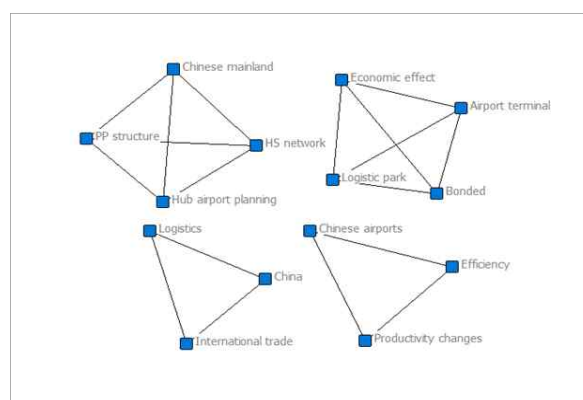 Chinese mainland
Economic effect
Airport terminal
PP structure
HS network
Logistic park
Bonded
Hub airport planning
Logistics
Chinese airports
China
Efficiency
International trade
Productivity changes